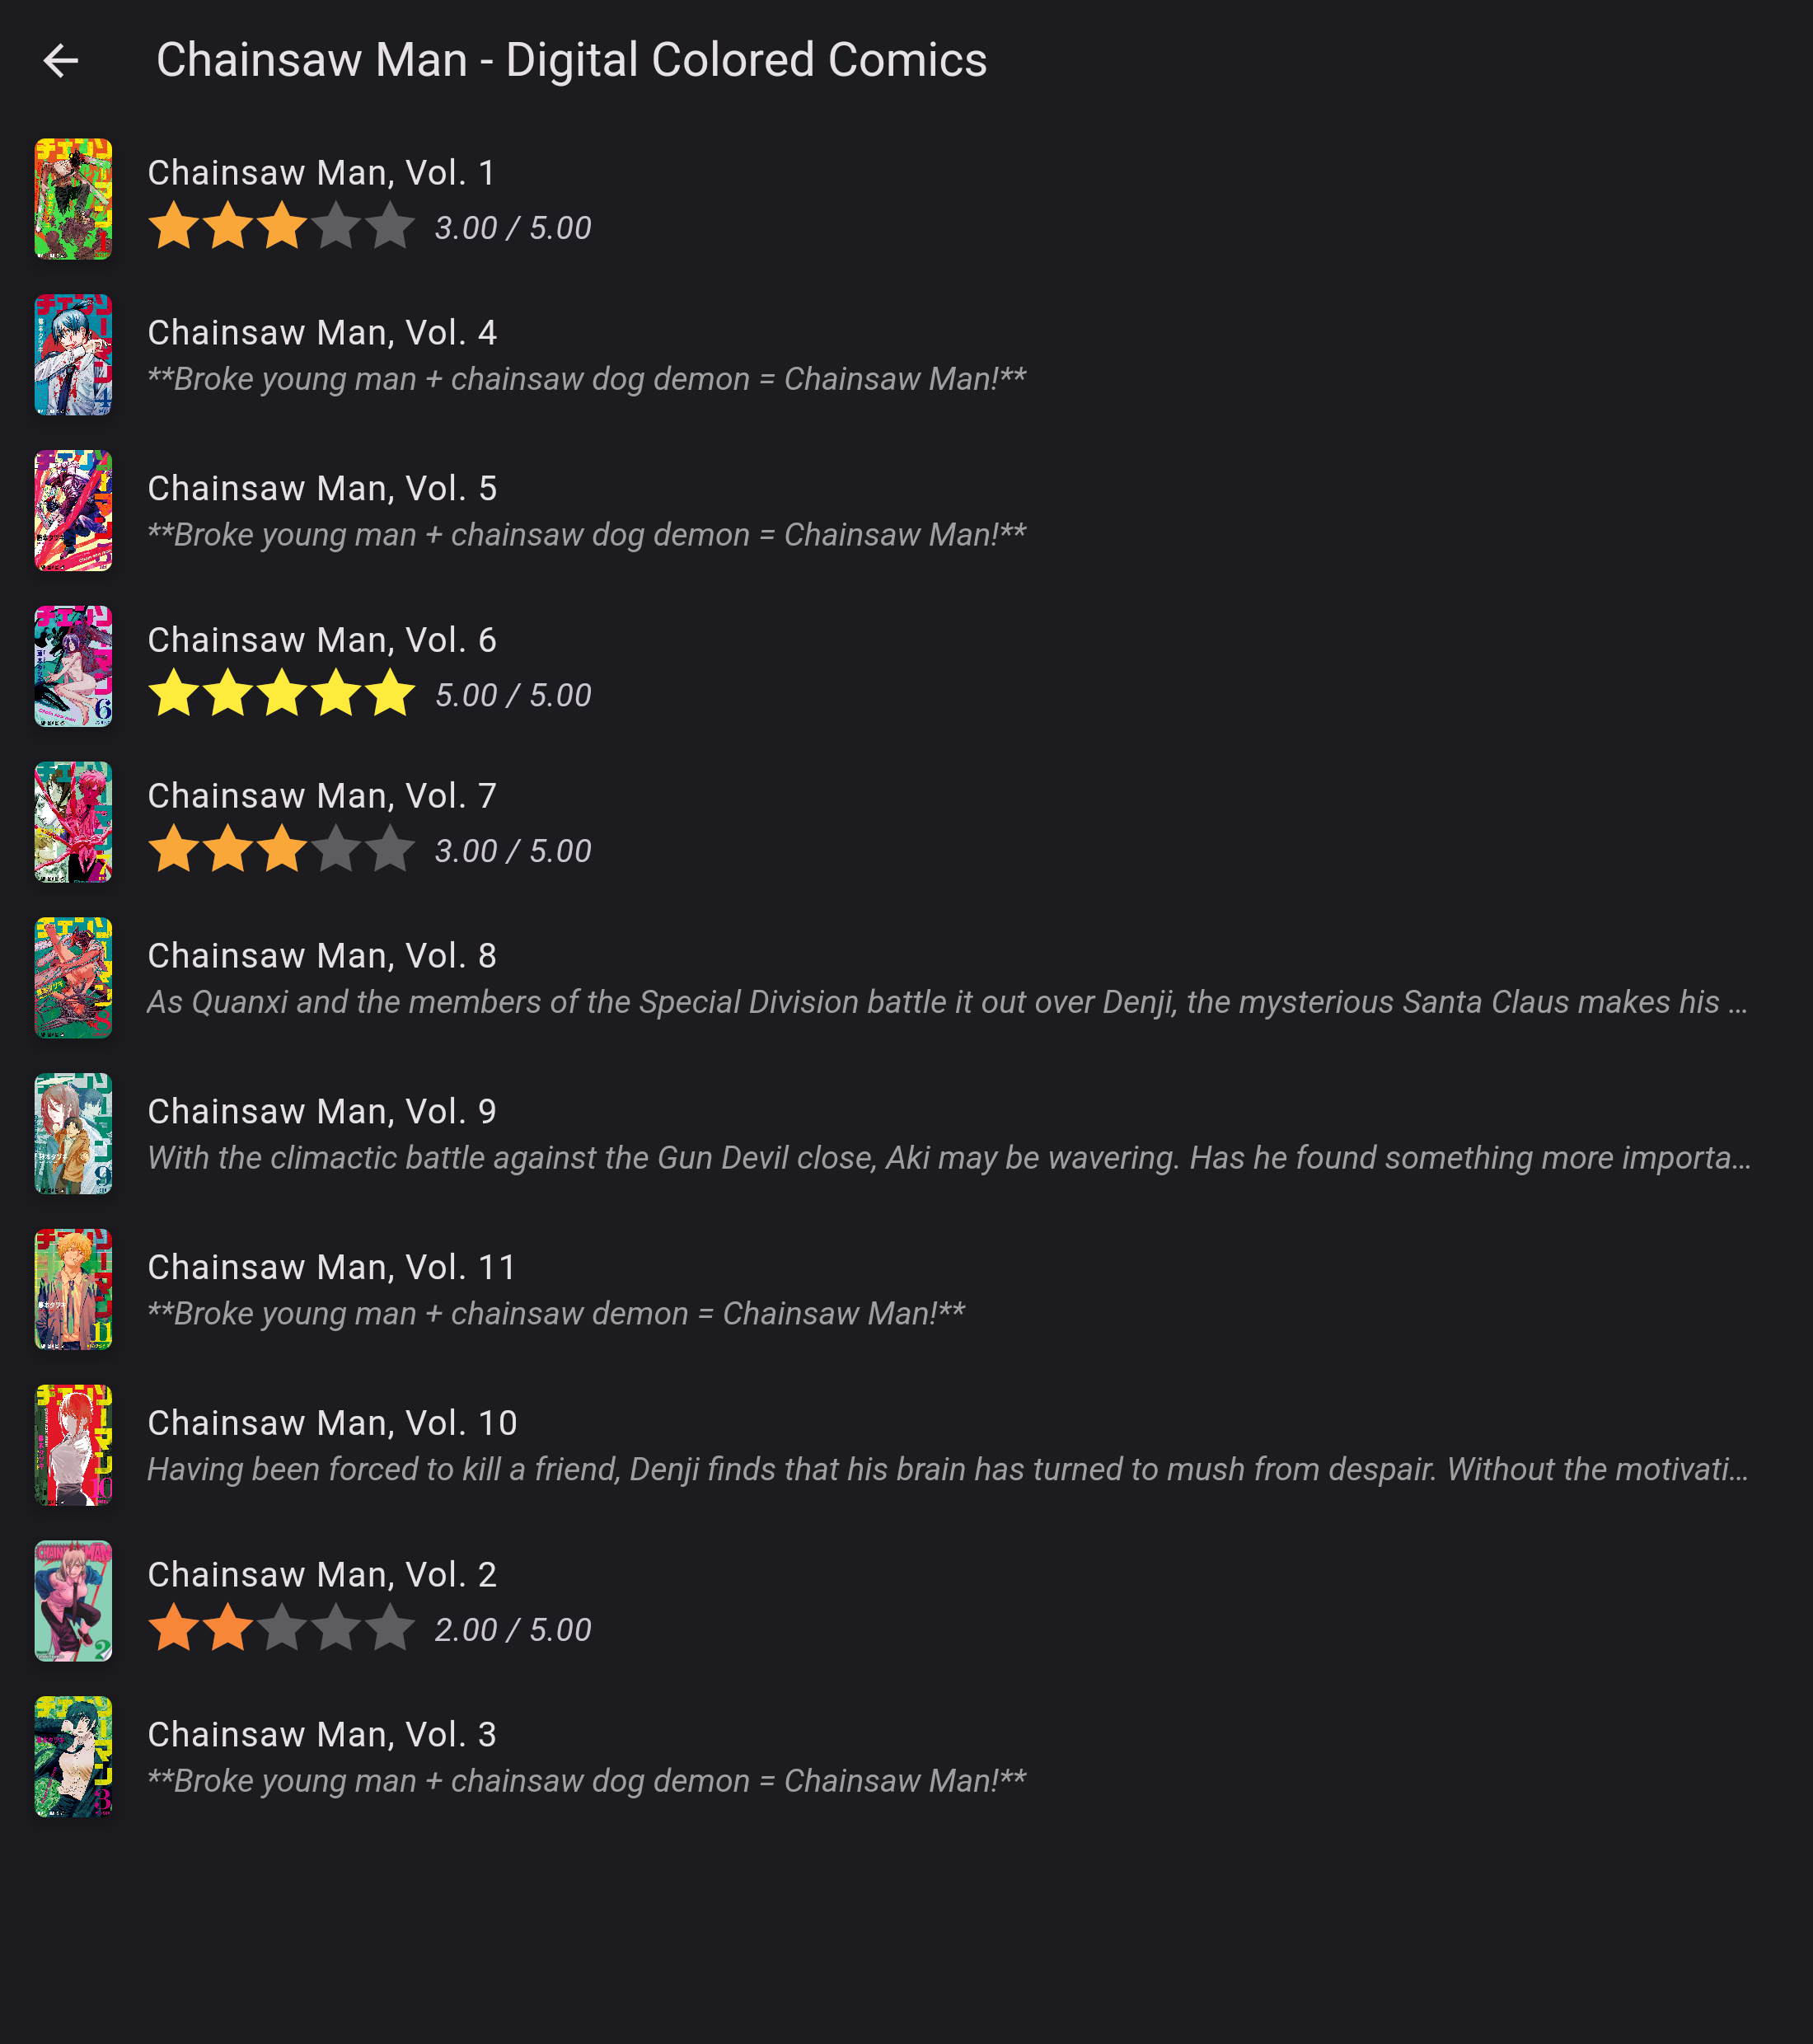 Chainsaw Man - Digital Colored Comics
Chainsaw Man, Vol. 1
3.00 / 5.00
Chainsaw Man, Vol. 4
**Broke young man + chainsaw dog demon = Chainsaw Man!**
Chainsaw Man, Vol. 5
**Broke young man + chainsaw dog demon = Chainsaw Man!**
Chainsaw Man, Vol. 6
5.00 / 5.00
Chainsaw Man, Vol. 7
3.00 / 5.00
Chainsaw Man, Vol. 8
As Quanxi and the members of the Special Division battle it out over Denji, the mysterious Santa Claus makes his ...
Chainsaw Man, Vol. 9
With the climactic battle against the Gun Devil close, Aki may be wavering. Has he found something more importa...
Chainsaw Man, Vol. 11
**Broke young man + chainsaw demon = Chainsaw Man!**
Chainsaw Man, Vol. 10
Having been forced to kill a friend, Denji finds that his brain has turned to mush from despair. Without the motivati...
Chainsaw Man, Vol. 2
2.00 / 5.00
Chainsaw Man, Vol. 3
**Broke young man + chainsaw dog demon = Chainsaw Man!**